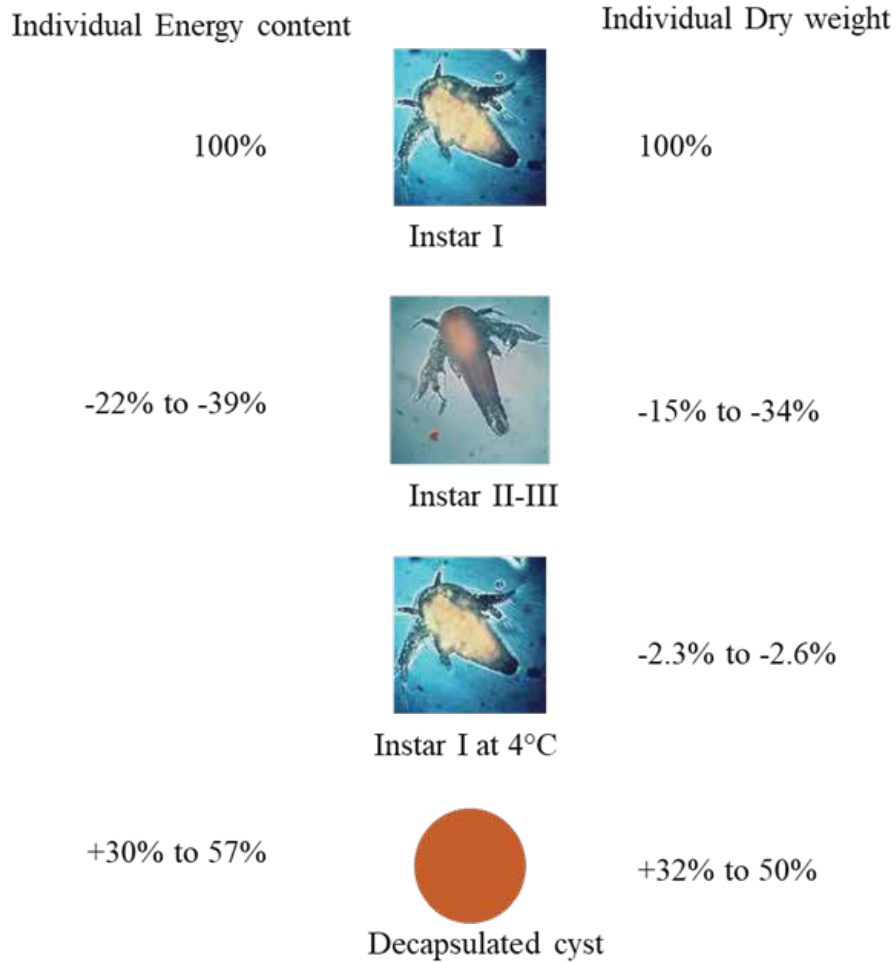 Individual Energy content
Individual Dry weight
100%
100%
Instar I
-22% to -39%
-15% to -34%
Instar II-III
-2.3% to -2.6%
Instar I at 4°C
+30% to 57%
+32% to 50%
Decapsulated cyst